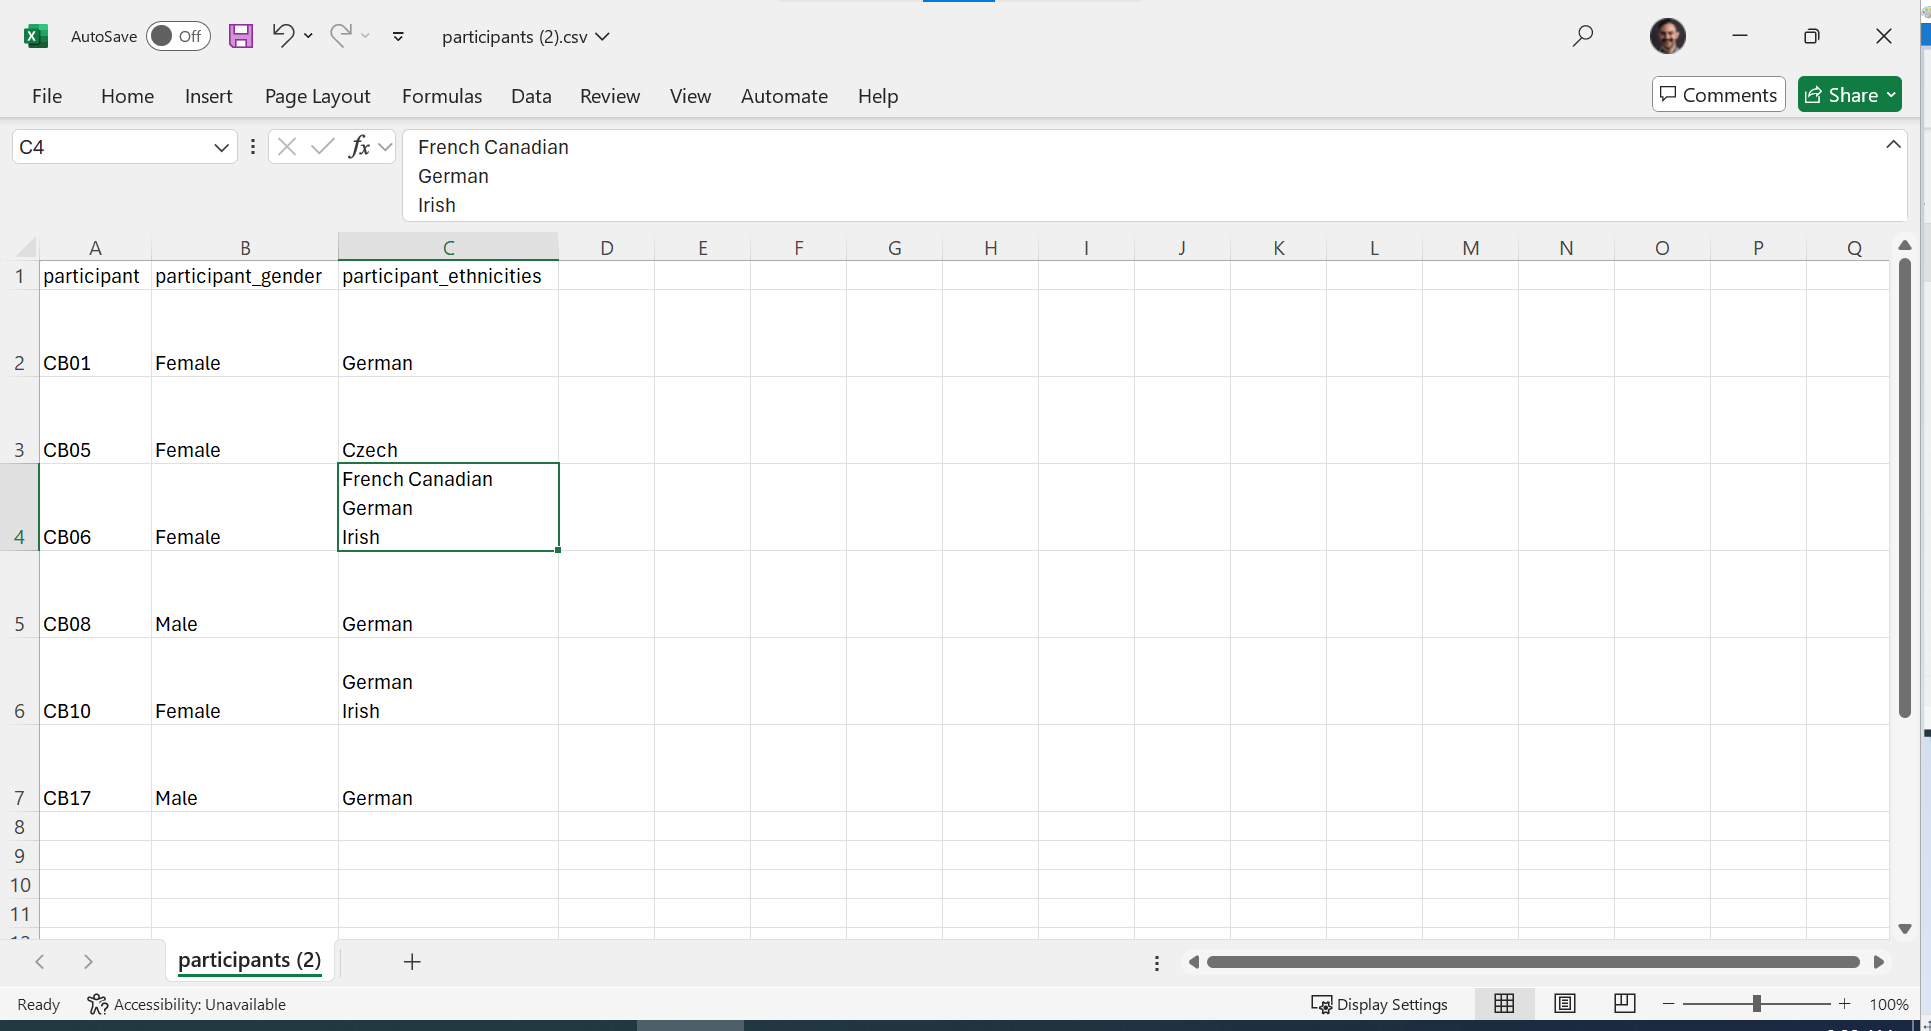 AutoSave Off participants (2).csv
File Home Insert Page Layout Formulas Data Review View Automate Help Comments Share
C4 fx French Canadian
German
Irish
A B C D E F G H I J K L M N O P Q
1 participant participant_gender participant_ethnicities
2 CB01 Female German
3 CB05 Female Czech
French Canadian
German
4 CB06 Female Irish
5 CB08 Male German
German
6 CB10 Female Irish
7 CB17 Male German
8
9
10
11
participants (2)
Ready Accessibility: Unavailable Display Settings 100%